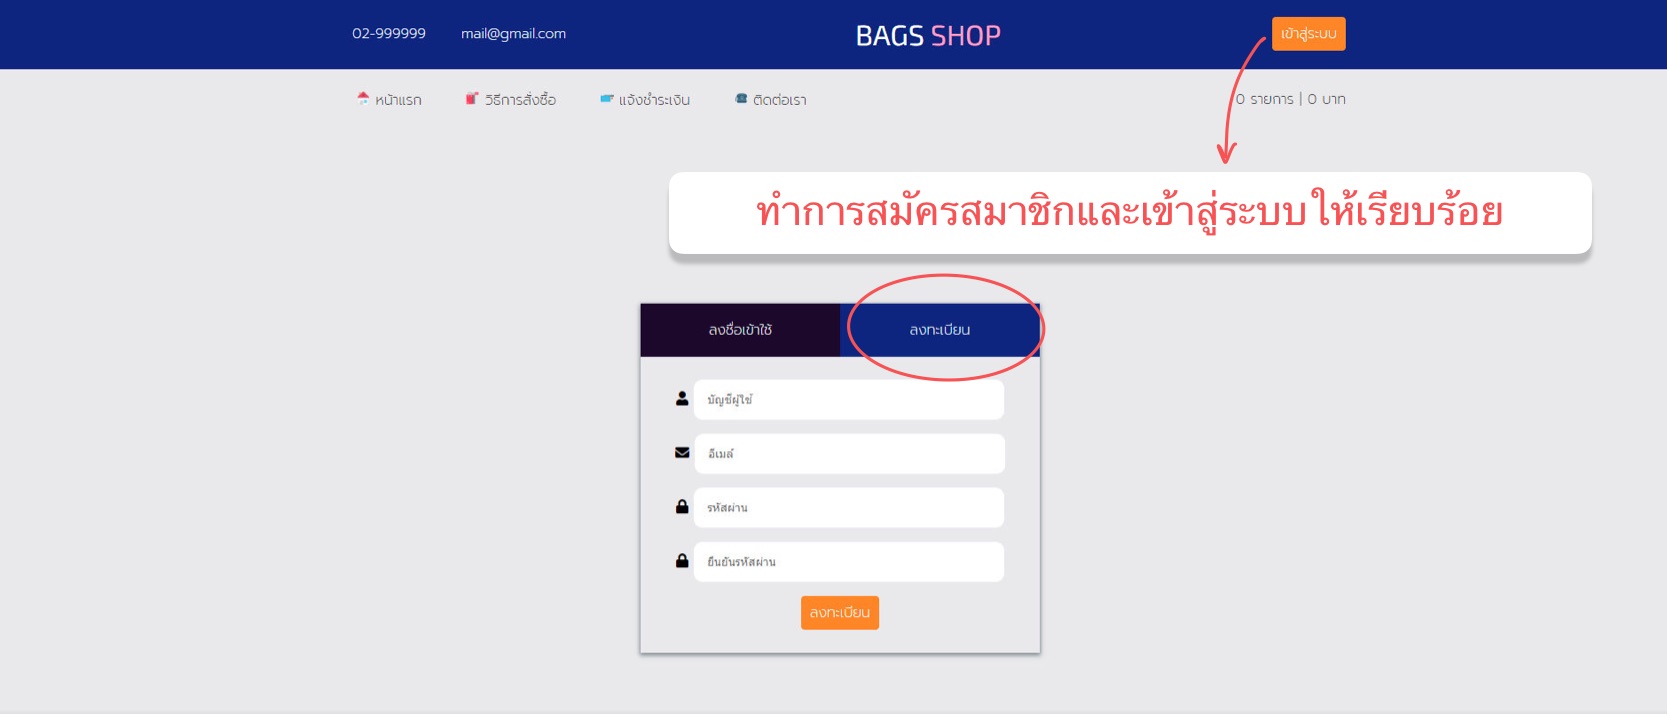 02-999999 mail@gmail.com BAGS SHOP เข้าสู่ระบบ
หน้าแรก วิธีการสั่งซื้อ แจ้งชำระเงิน ติดต่อเรา 0 รายการ | 0 บาท
ทำการสมัครสมาชิกและเข้าสู่ระบบ ให้เรียบร้อย
ลงชื่อเข้าใช้ ลงทะเบียน
บัญชีผู้ใช้
อีเมล์
รหัสผ่าน
ยืนยันรหัสผ่าน
ลงทะเบียน